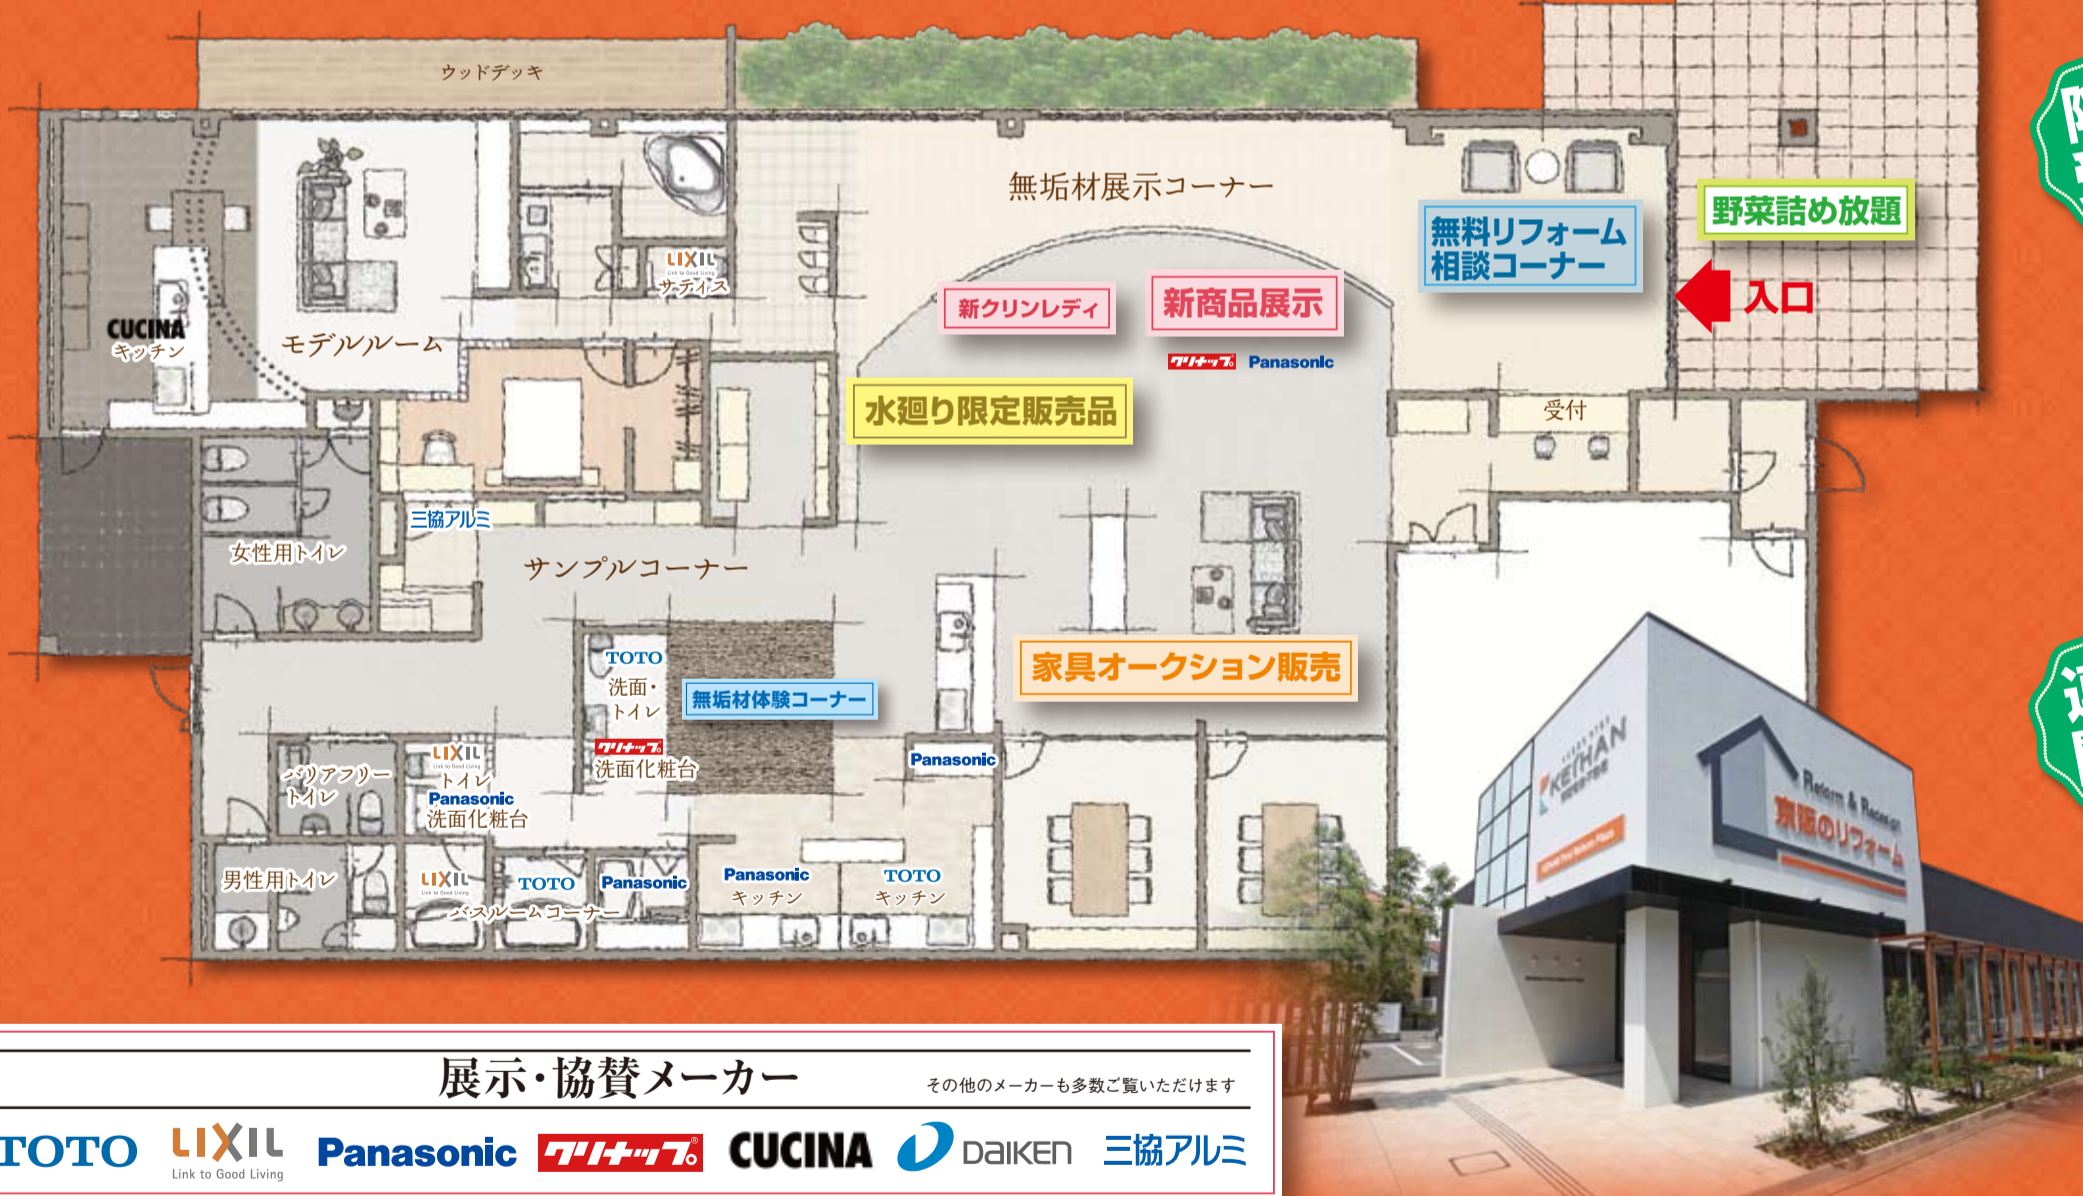 ウッドデッキ
無垢材展示コーナー
無料リフォーム
相談コーナー
野菜詰め放題
入口
LIXIL
Link to Good Living
サティス
新クリンレディ
新商品展示
クリナップ
Panasonic
CUCINA
キッチン
モデルルーム
水廻り限定販売品
受付
三協アルミ
女性用トイレ
サンプルコーナー
TOTO
洗面・
トイレ
無垢材体験コーナー
家具オークション販売
クリナップ
洗面化粧台
バリアフリー
トイレ
LIXIL
Link to Good Living
トイレ
Panasonic
洗面化粧台
Panasonic
男性用トイレ
LIXIL
Link to Good Living
TOTO
Panasonic
バスルームコーナー
Panasonic
キッチン
TOTO
キッチン
KEIHAN
Reform &
京阪のリフォーム
展示・協賛メーカー
その他のメーカーも多数ご覧いただけます
TOTO
LIXIL
Link to Good Living
Panasonic
クリナップ
CUCINA
DAIKEN
三協アルミ